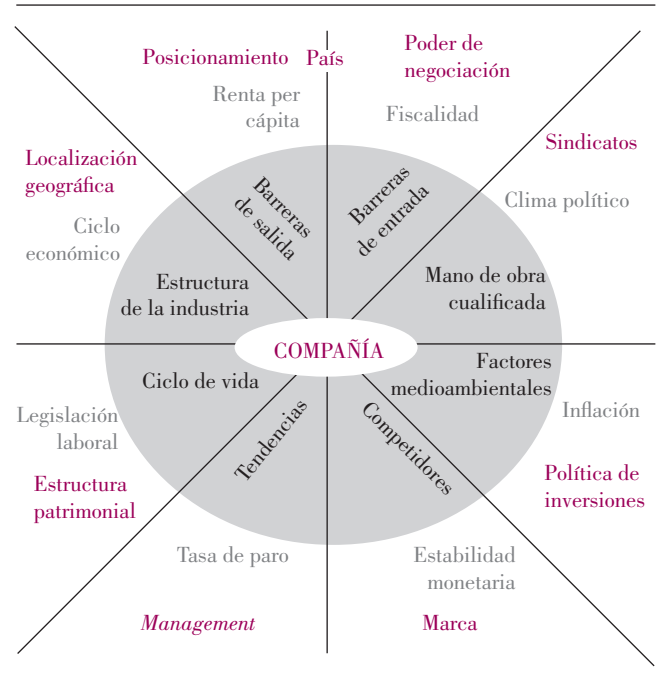 Posicionamiento
País
Poder de
negociación
Renta per
cápita
Fiscalidad
Localización
geográfica
Sindicatos
Ciclo
económico
Clima político
Barreras
de salida
Barreras
de entrada
Estructura
de la industria
Mano de obra
cualificada
COMPAÑÍA
Ciclo de vida
Factores
medioambientales
Tendencias
Competidores
Legislación
laboral
Inflación
Estructura
patrimonial
Política de
inversiones
Tasa de paro
Estabilidad
monetaria
Management
Marca